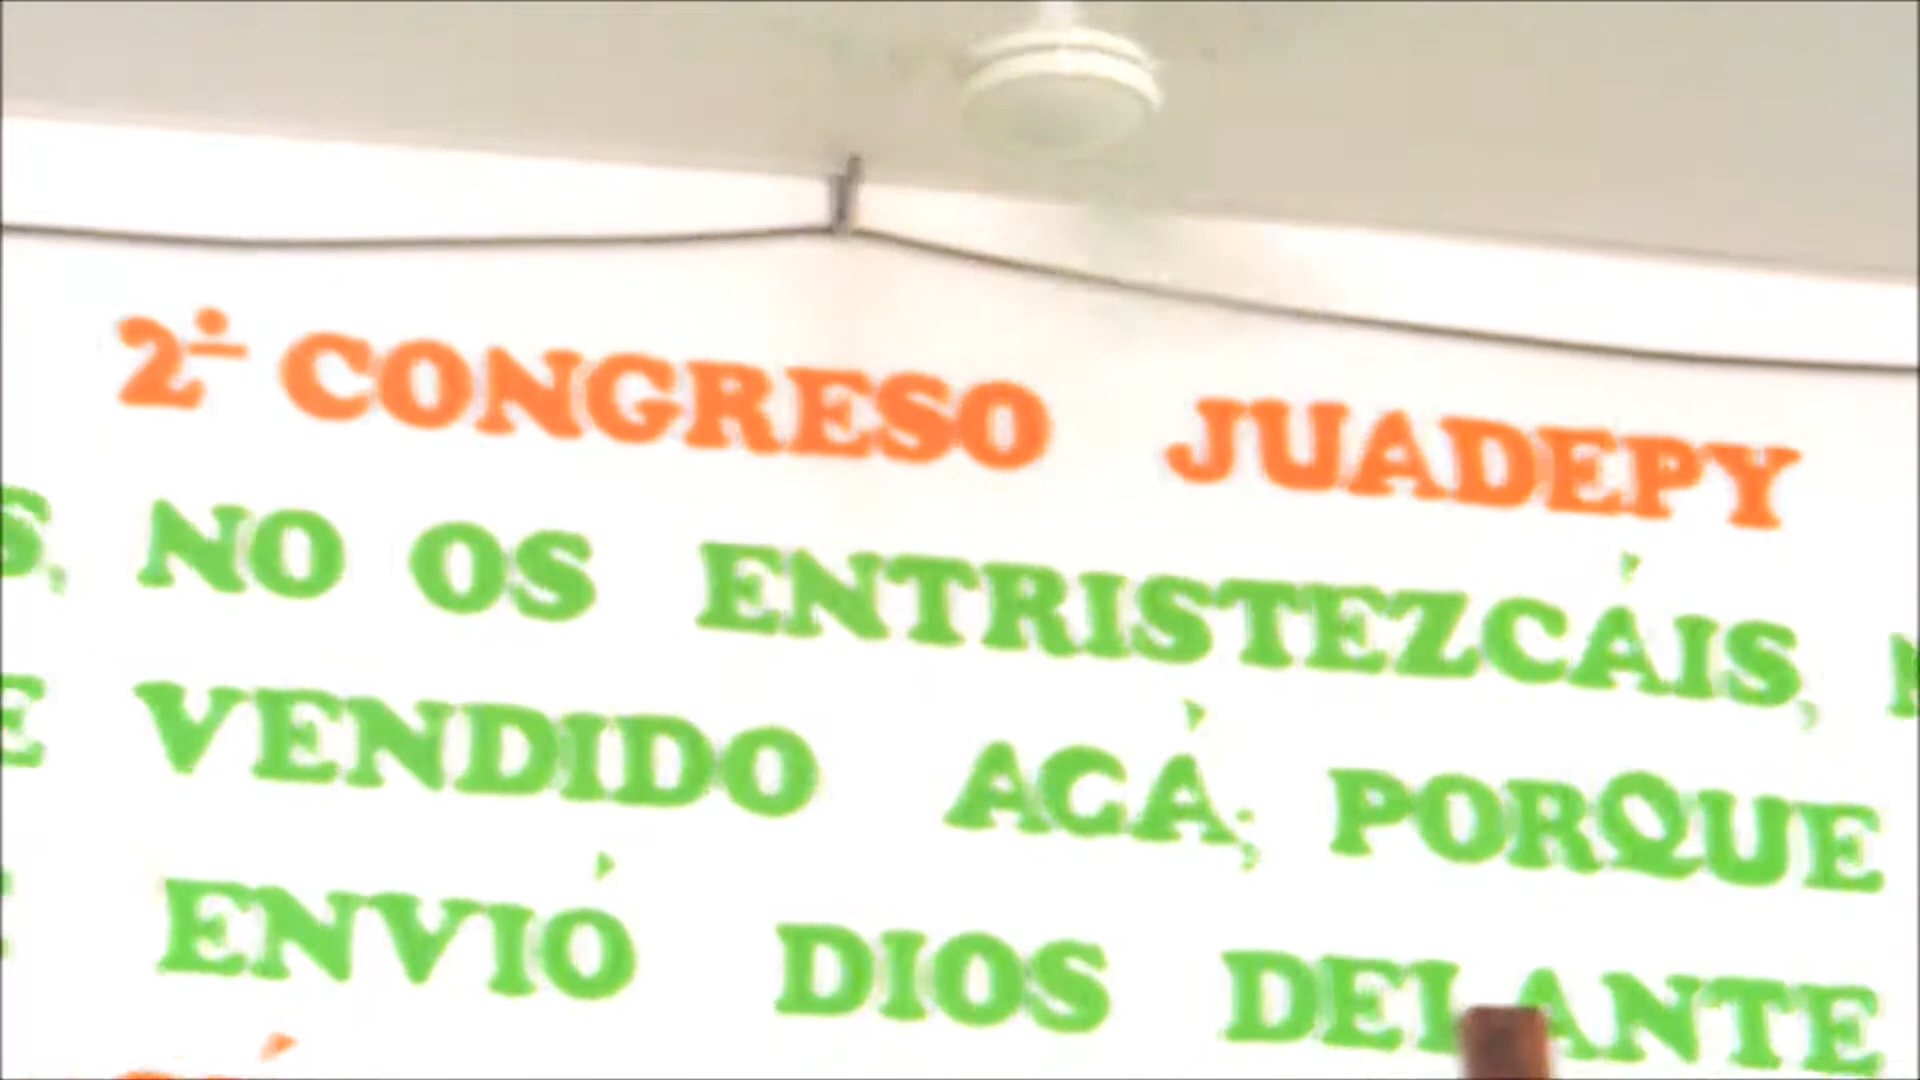 2º CONGRESO JUADEPY
NO OS ENTRISTEZCÁIS,
VENDIDO ACÁ; PORQUE
ENVIÓ DIOS DELANTE